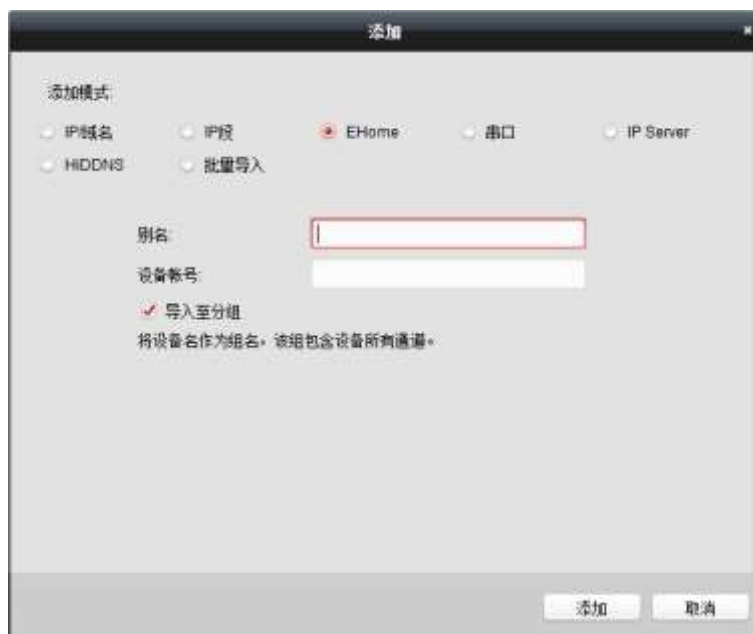 添加
添加模式:
IP/域名 IP段 EHome 串口 IP Server
HiDDNS 批量导入
别名:
设备帐号:
导入至分组
将设备名作为组名，该组包含设备所有通道。
添加 取消